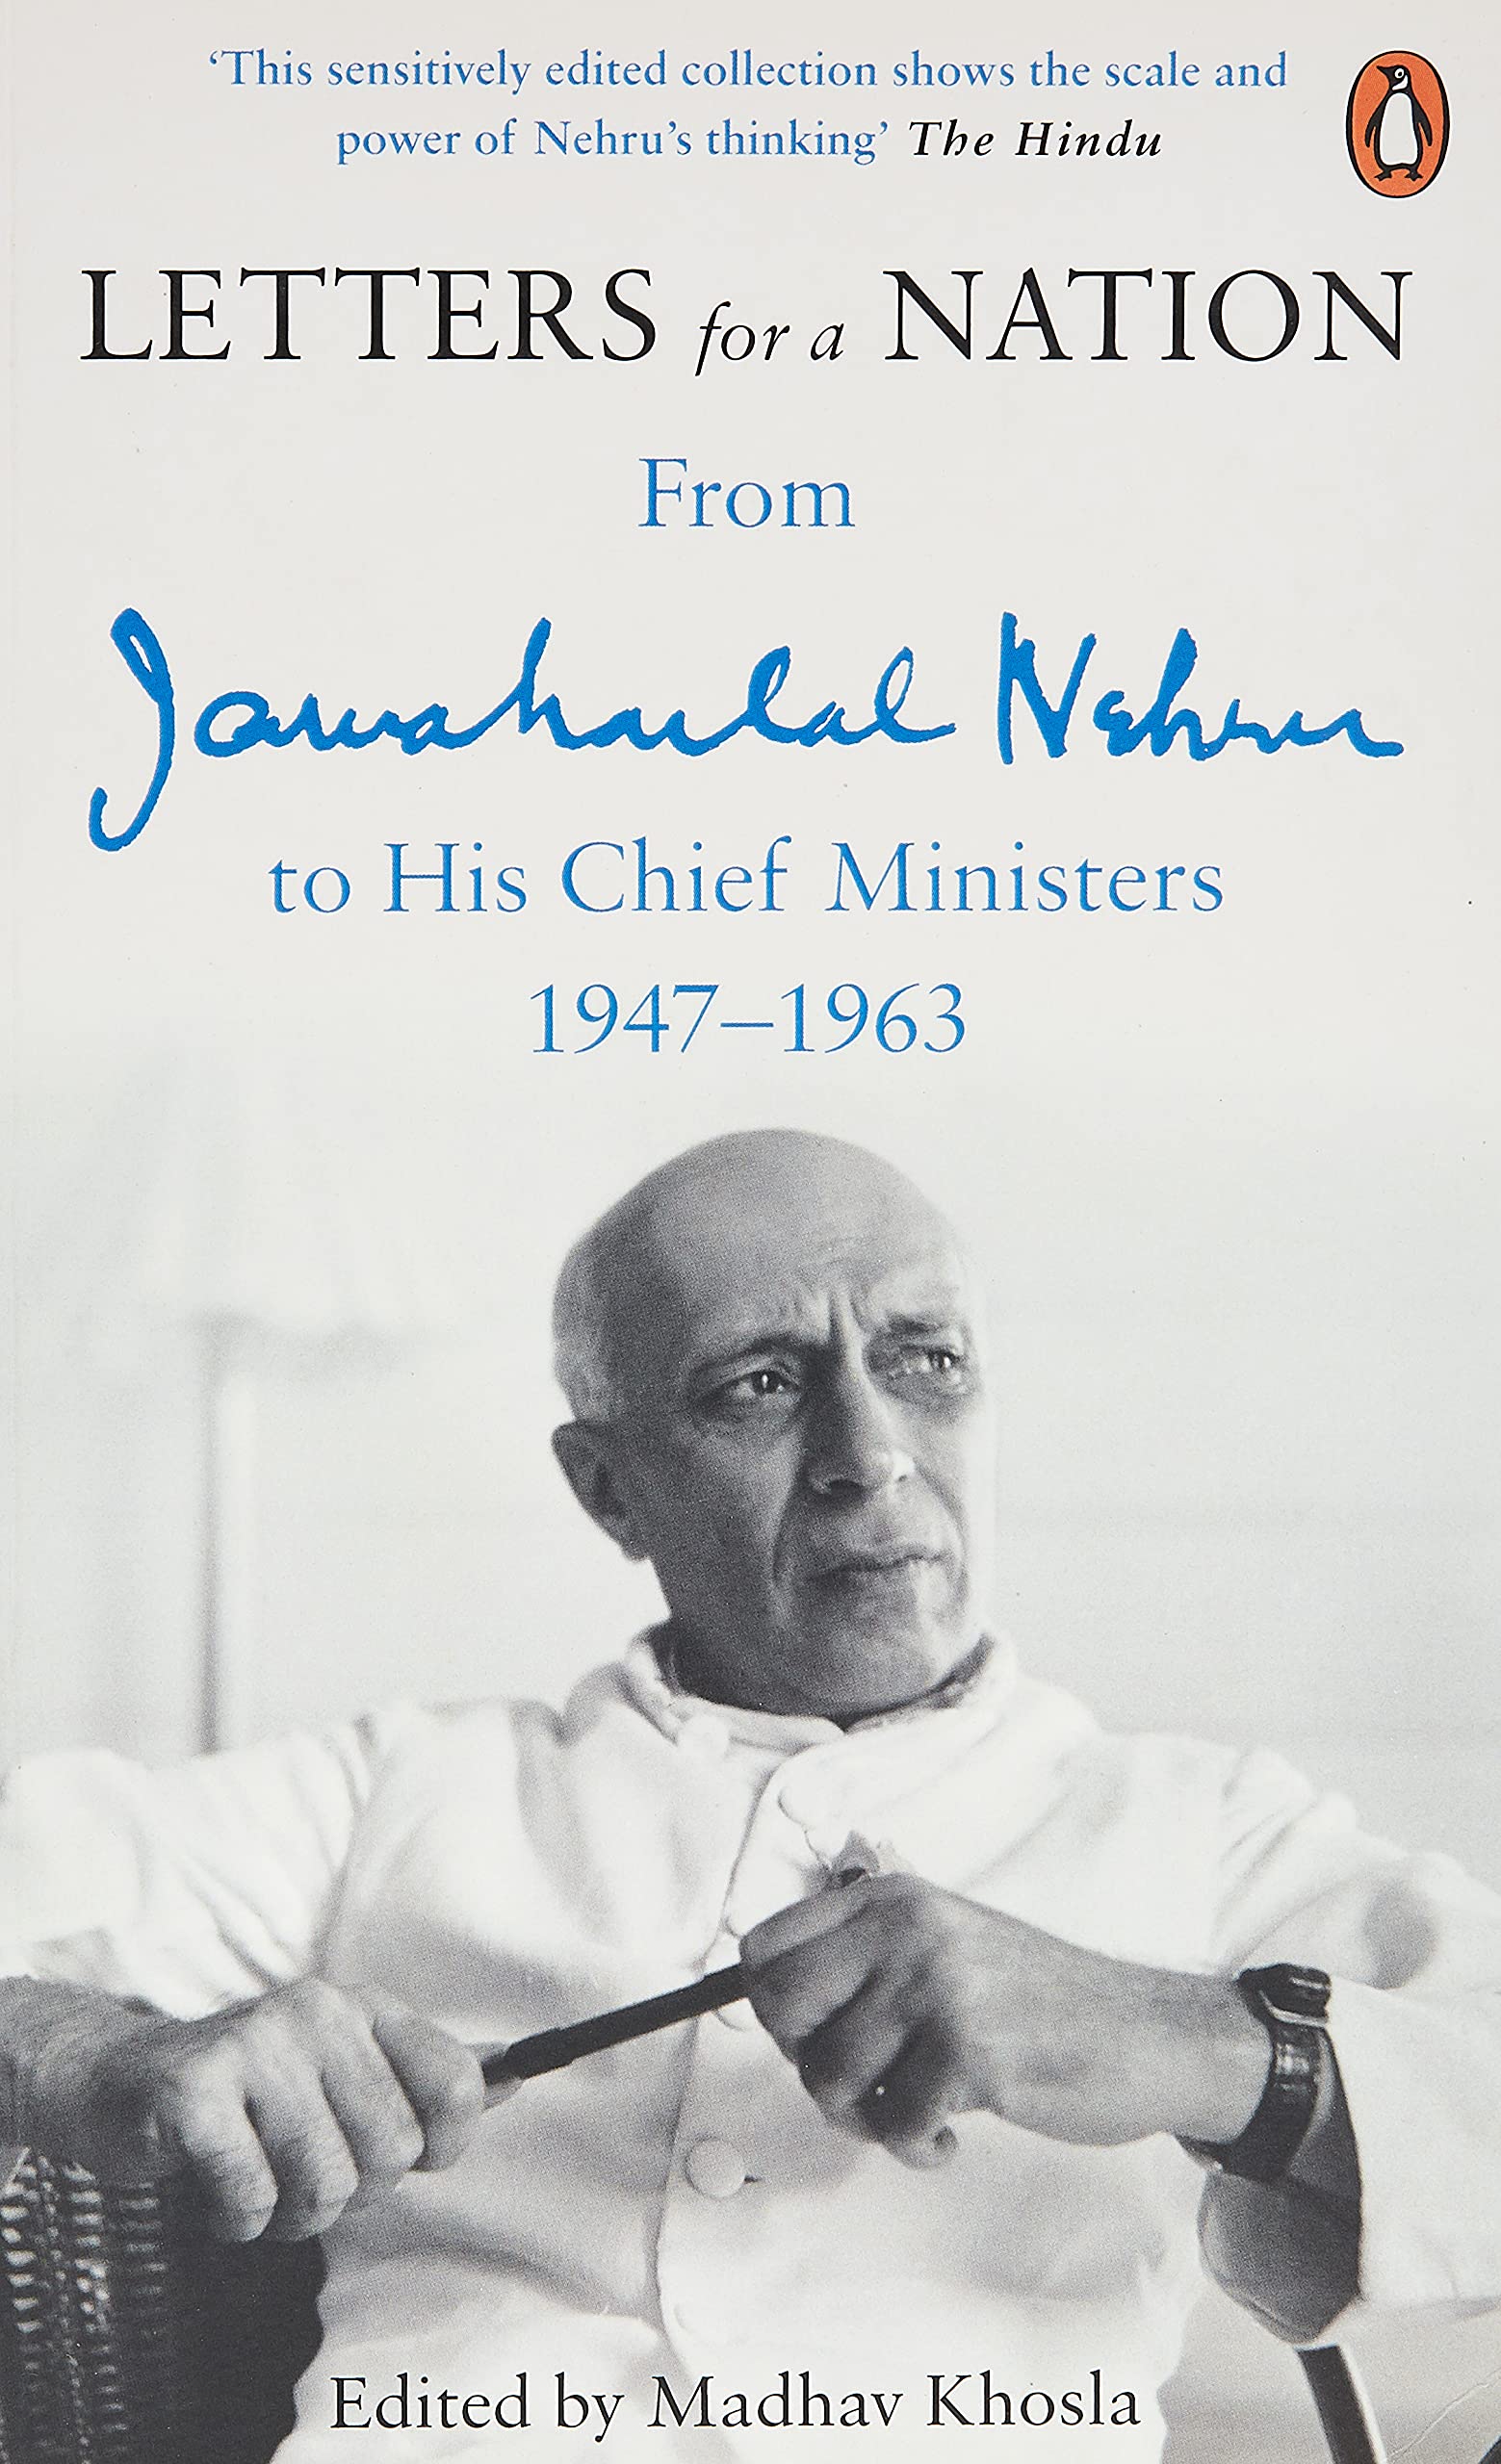 ‘This sensitively edited collection shows the scale and
power of Nehru’s thinking’ The Hindu
LETTERS for a NATION
From
Jawaharlal Nehru
to His Chief Ministers
1947–1963
Edited by Madhav Khosla